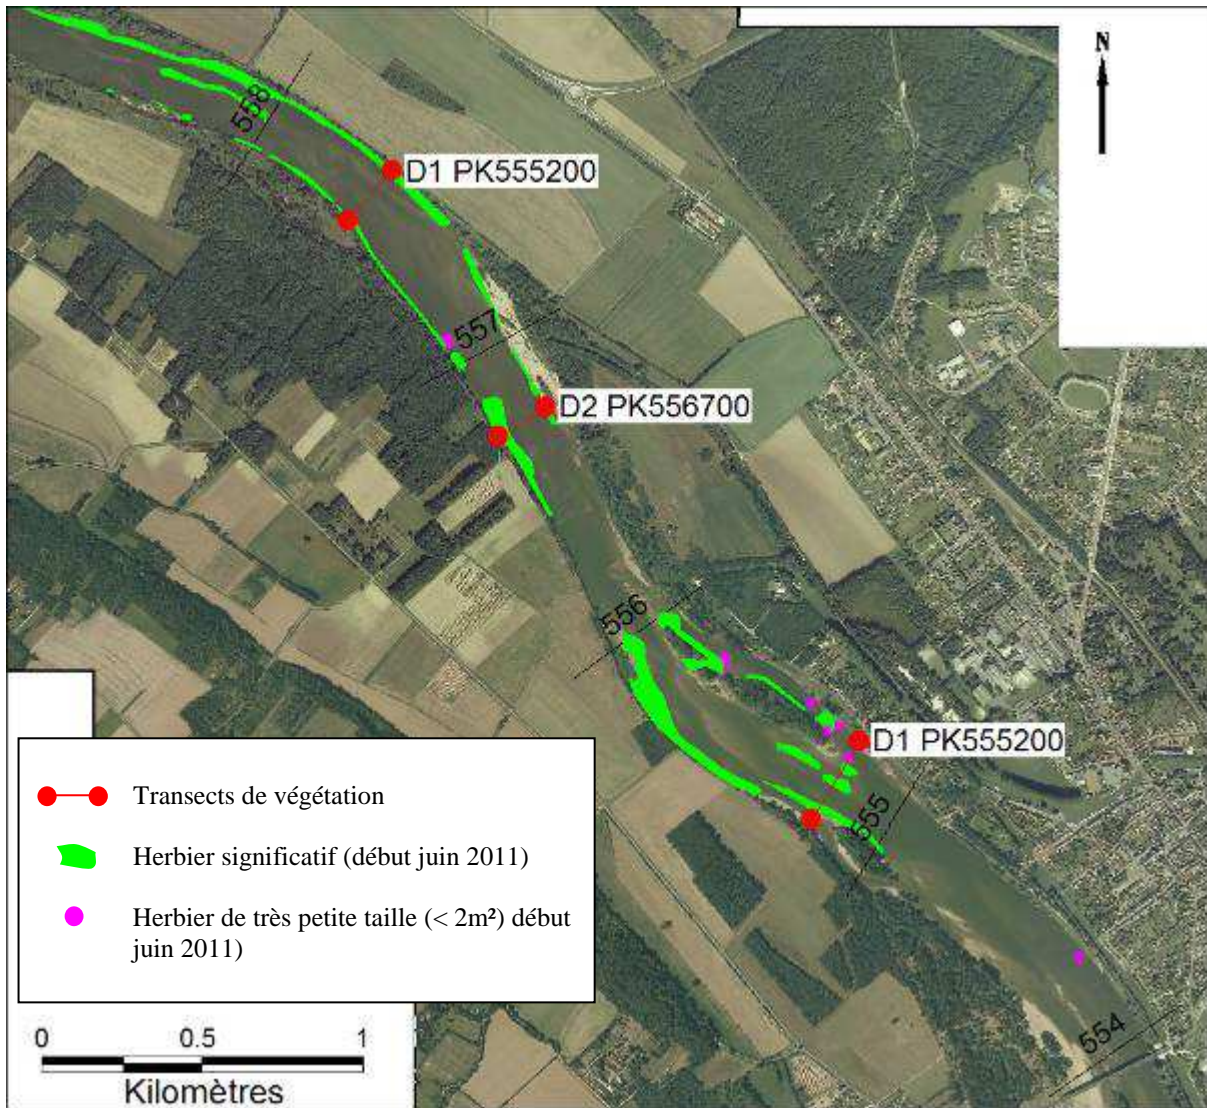 N
558
D1 PK555200
557
D2 PK556700
556
D1 PK555200
555
554
Transects de végétation
Herbier significatif (début juin 2011)
Herbier de très petite taille (< 2m²) début
juin 2011)
0 0.5 1
Kilomètres